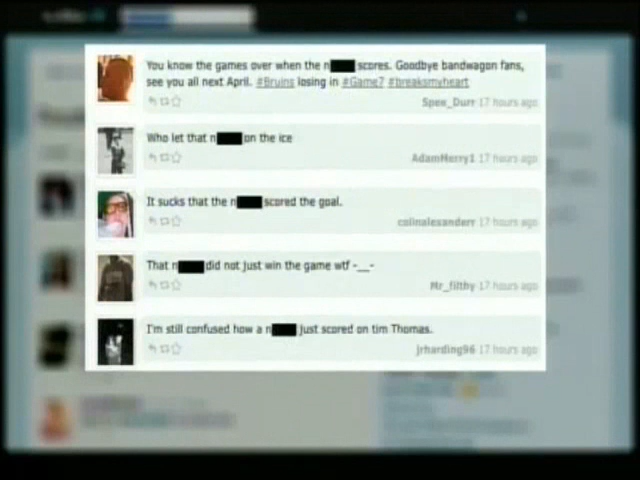 You know the games over when the n████ scores. Goodbye bandwagon fans,
see you all next April. #Bruins losing in #Game7 #breaksmyheart
Spex_Durr 17 hours ago
Who let that n████ on the ice
AdamHerry1 17 hours ago
It sucks that the n████ scored the goal.
colinalexanderr 17 hours ago
That n████ did not just win the game wtf -__-
Mr_filthy 17 hours ago
I'm still confused how a n████ just scored on tim Thomas.
jrharding96 17 hours ago